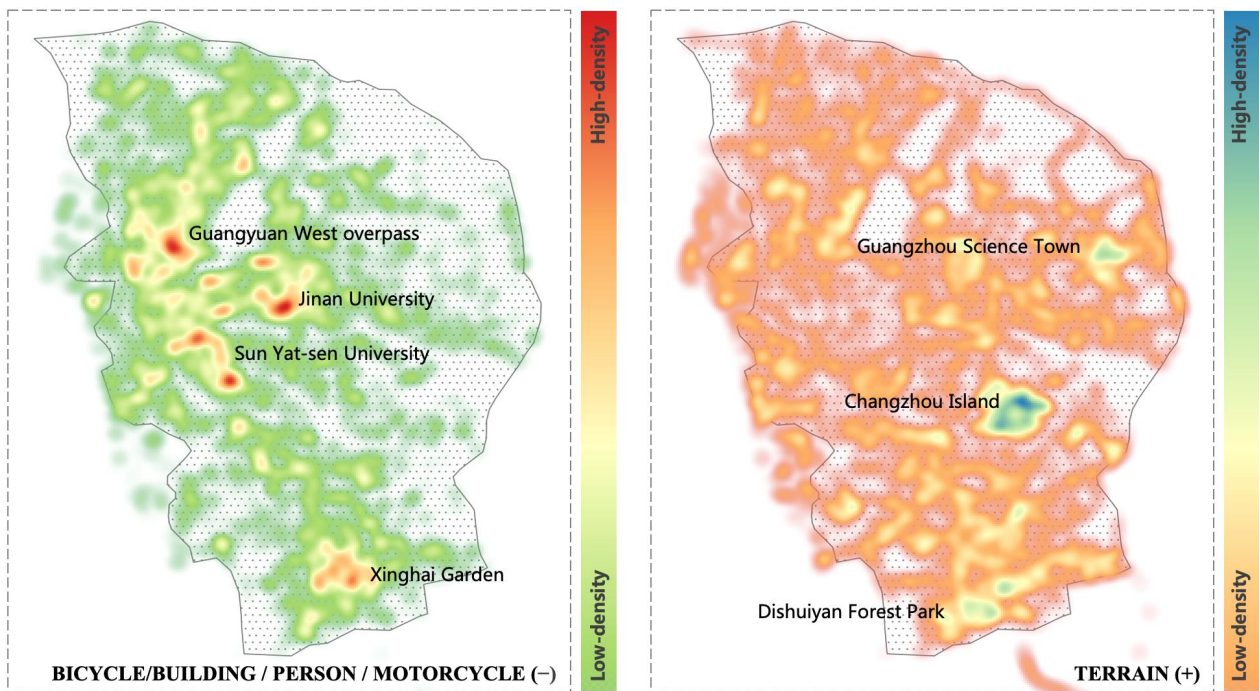 Guangyuan West overpass
Jinan University
Sun Yat-sen University
Xinghai Garden
BICYCLE/BUILDING / PERSON / MOTORCYCLE (−)
High-density
Low-density
Guangzhou Science Town
Changzhou Island
Dishuiyan Forest Park
TERRAIN (+)
High-density
Low-density